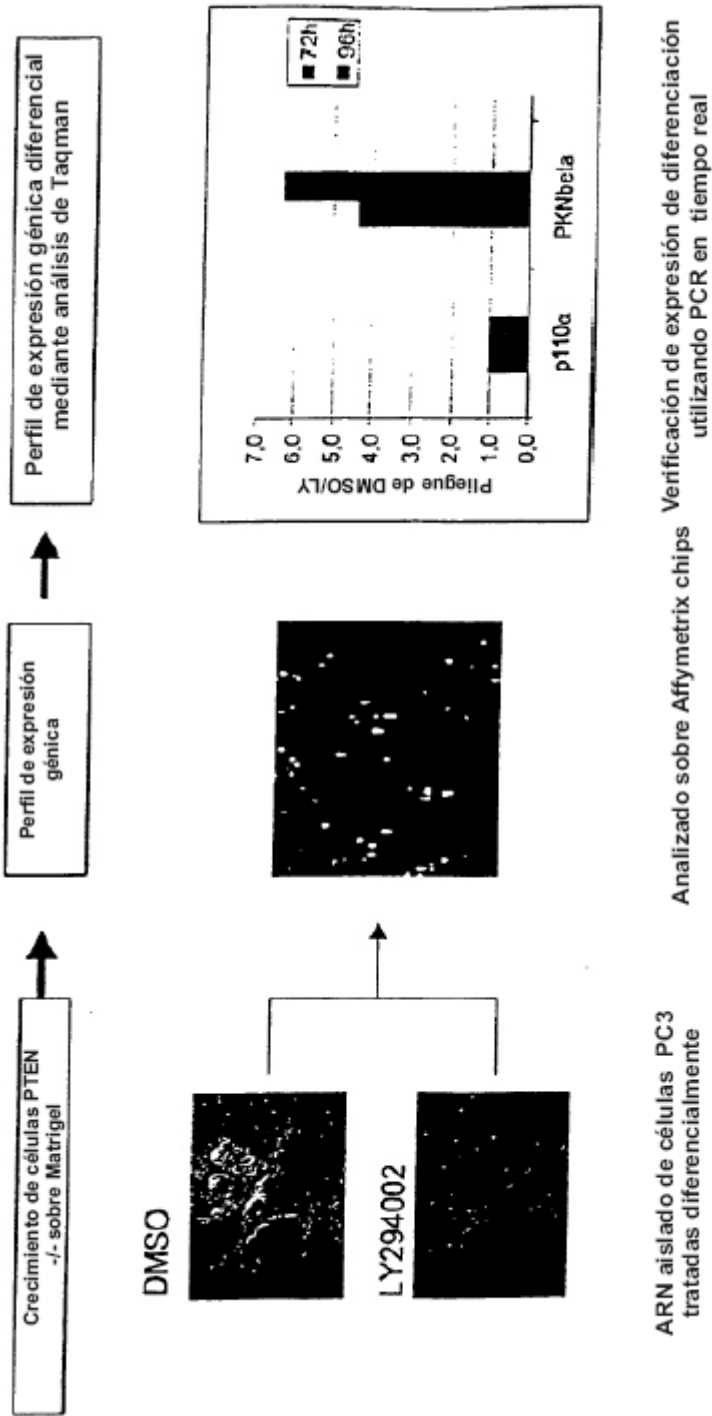 Crecimiento de células PTEN
-/- sobre Matrigel
Perfil de expresión
génica
Perfil de expresión génica diferencial
mediante análisis de Taqman
DMSO
LY294002
Pliegue de DMSO/LY
7,0
6,0
5,0
4,0
3,0
2,0
1,0
0,0
p110α
PKNbeta
72h
96h
ARN aislado de células PC3
tratadas diferencialmente
Analizado sobre Affymetrix chips
Verificación de expresión de diferenciación
utilizando PCR en tiempo real